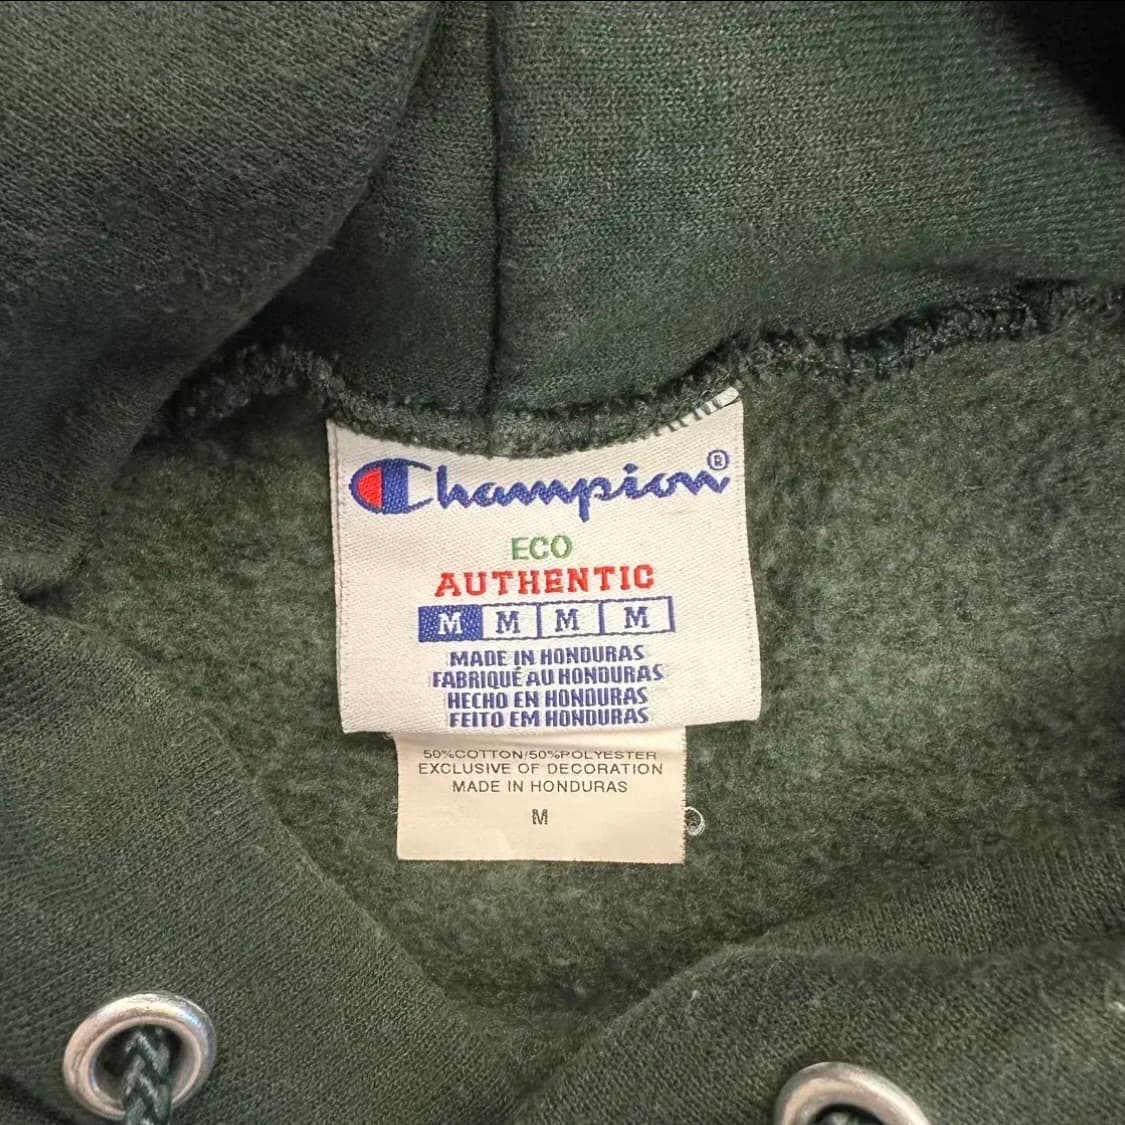 Champion®
ECO
AUTHENTIC
M M M M
MADE IN HONDURAS
FABRIQUÉ AU HONDURAS
HECHO EN HONDURAS
FEITO EM HONDURAS
50%COTTON/50%POLYESTER
EXCLUSIVE OF DECORATION
MADE IN HONDURAS
M